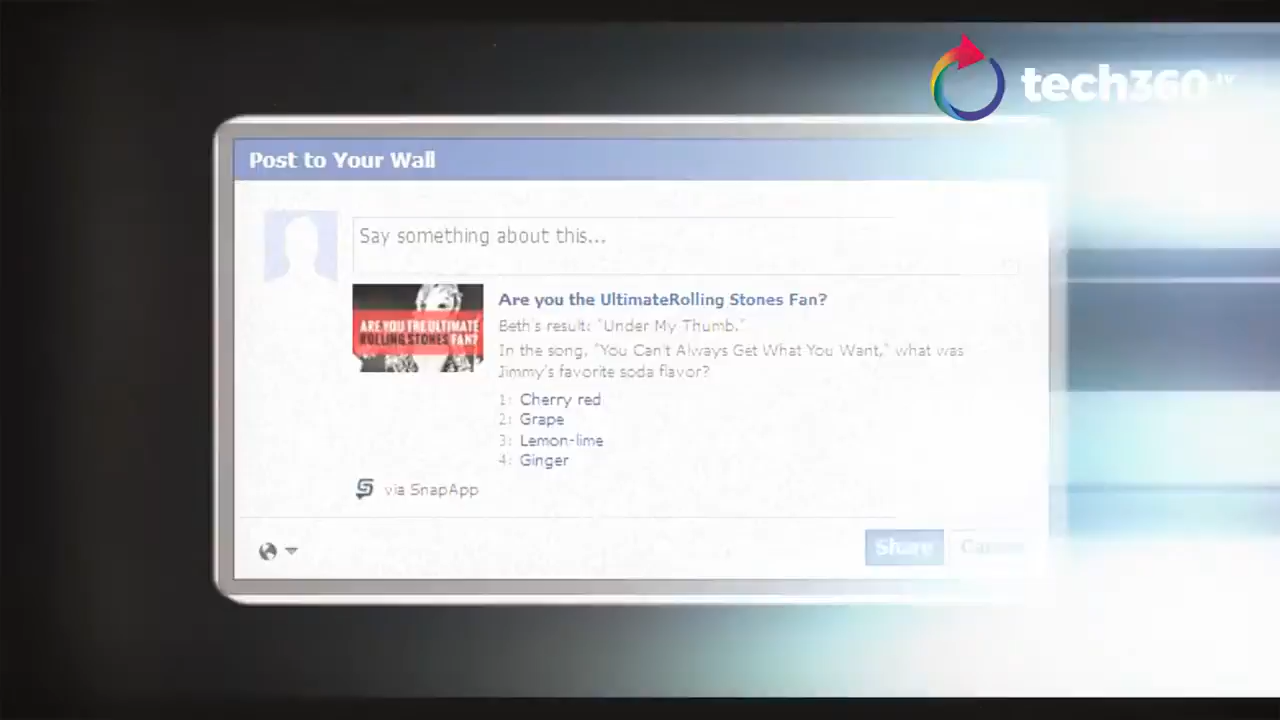 tech360.tv
Post to Your Wall
Say something about this...
ARE YOU THE ULTIMATE
ROLLING STONES FAN?
Are you the UltimateRolling Stones Fan?
Beth's result: "Under My Thumb."
In the song, "You Can't Always Get What You Want," what was
Jimmy's favorite soda flavor?
1: Cherry red
2: Grape
3: Lemon-lime
4: Ginger
via SnapApp
Share Cancel